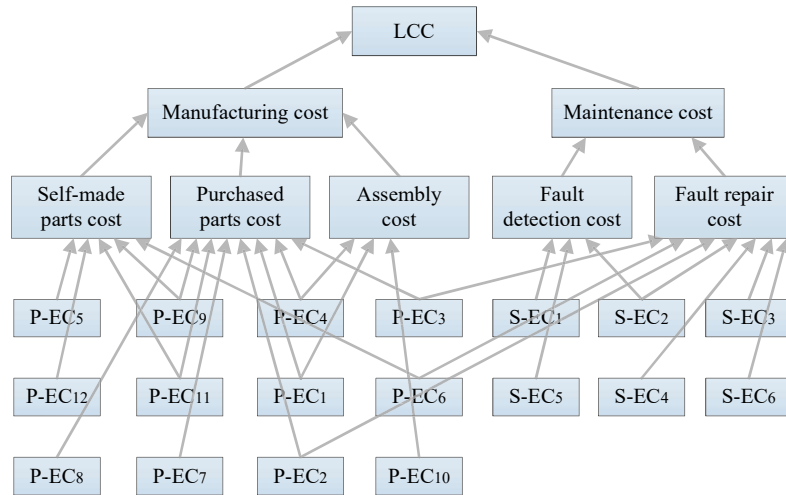 LCC
Manufacturing cost
Maintenance cost
Self-made
parts cost
Purchased
parts cost
Assembly
cost
Fault
detection cost
Fault repair
cost
P-EC5
P-EC9
P-EC4
P-EC3
S-EC1
S-EC2
S-EC3
P-EC12
P-EC11
P-EC1
P-EC6
S-EC5
S-EC4
S-EC6
P-EC8
P-EC7
P-EC2
P-EC10